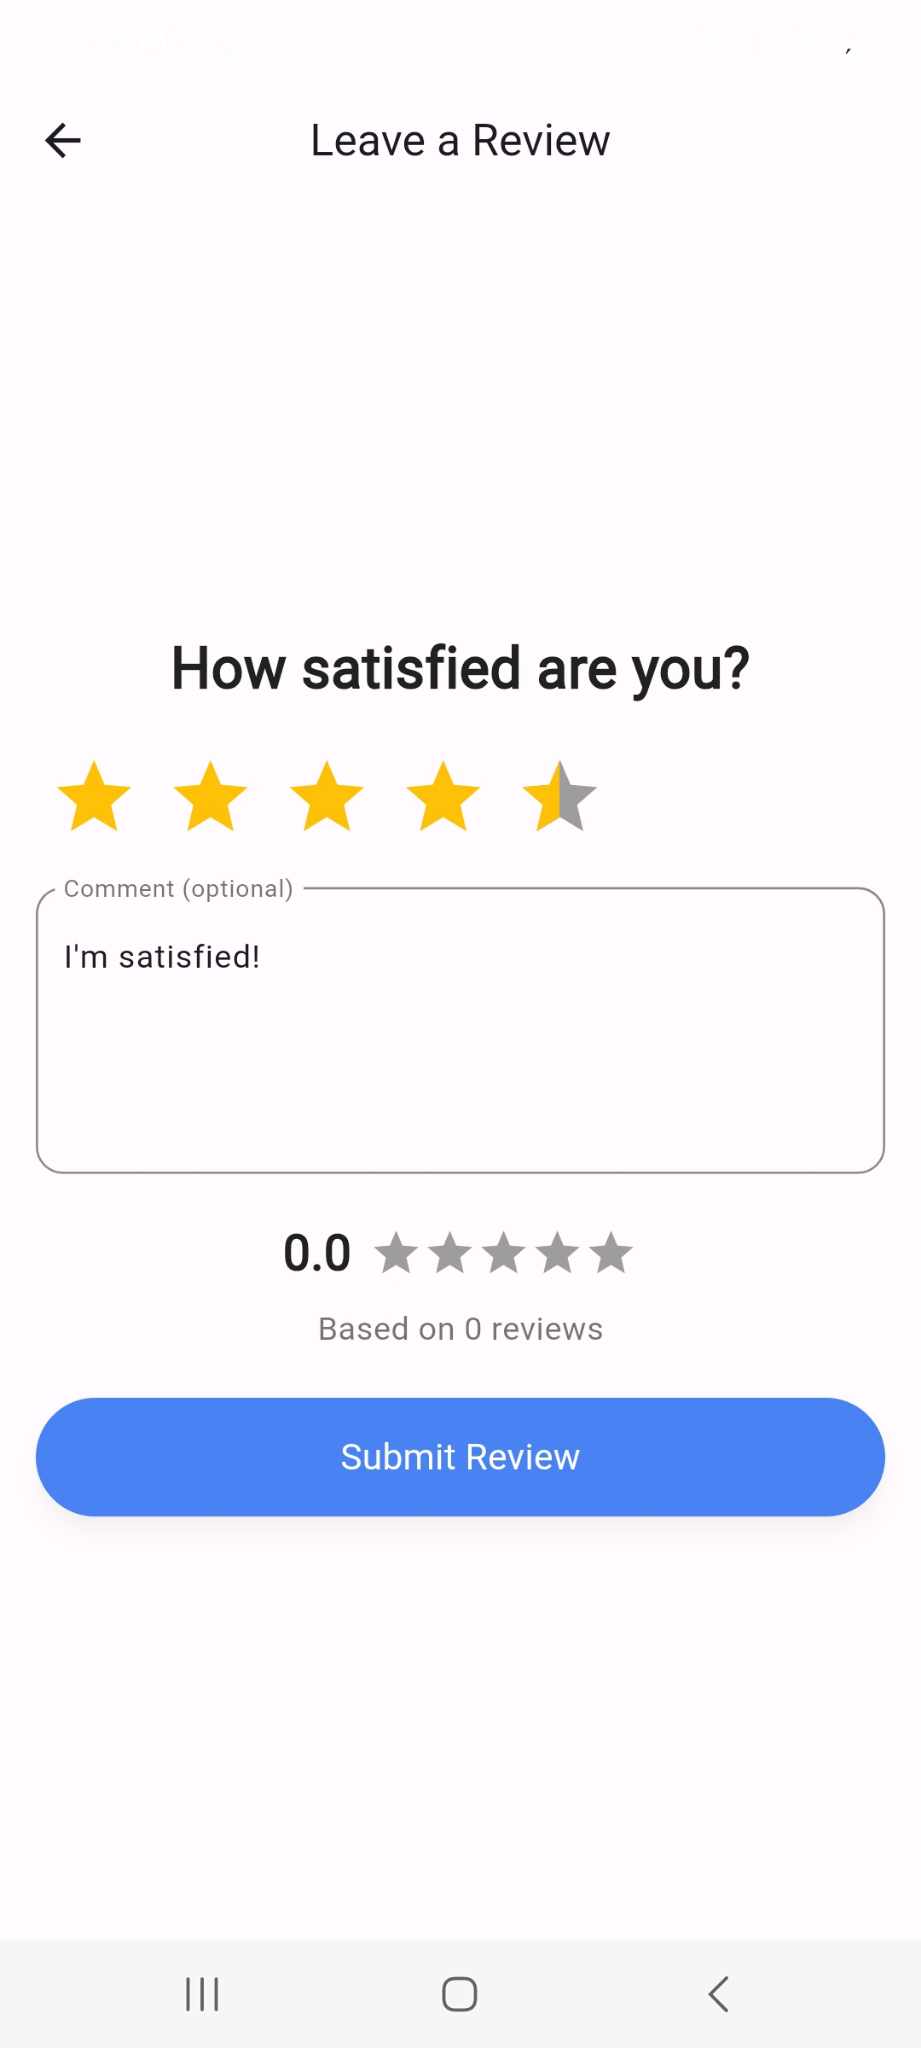 Leave a Review
How satisfied are you?
Comment (optional)
I'm satisfied!
0.0
Based on 0 reviews
Submit Review